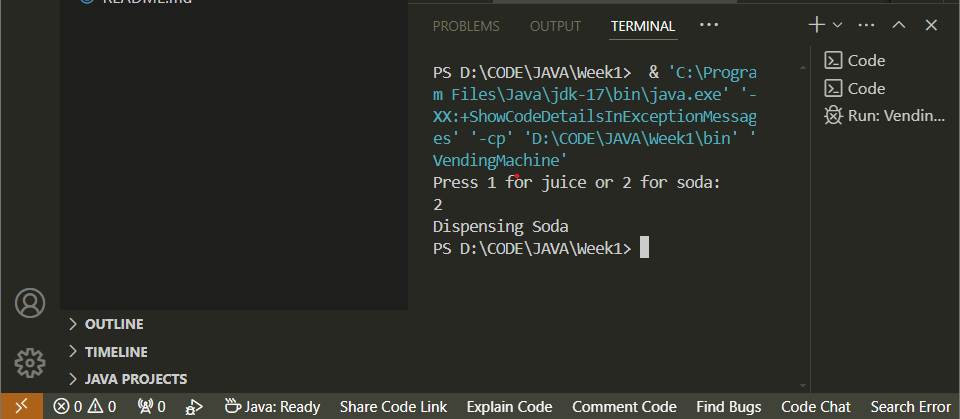 README.md
PROBLEMS OUTPUT TERMINAL ...
PS D:\CODE\JAVA\Week1>  & 'C:\Progra
m Files\Java\jdk-17\bin\java.exe' '-
XX:+ShowCodeDetailsInExceptionMessag
es' '-cp' 'D:\CODE\JAVA\Week1\bin' '
VendingMachine'
Press 1 for juice or 2 for soda:
2
Dispensing Soda
PS D:\CODE\JAVA\Week1>
Code
Code
Run: Vendin...
OUTLINE
TIMELINE
JAVA PROJECTS
0 0 0 Java: Ready Share Code Link Explain Code Comment Code Find Bugs Code Chat Search Error